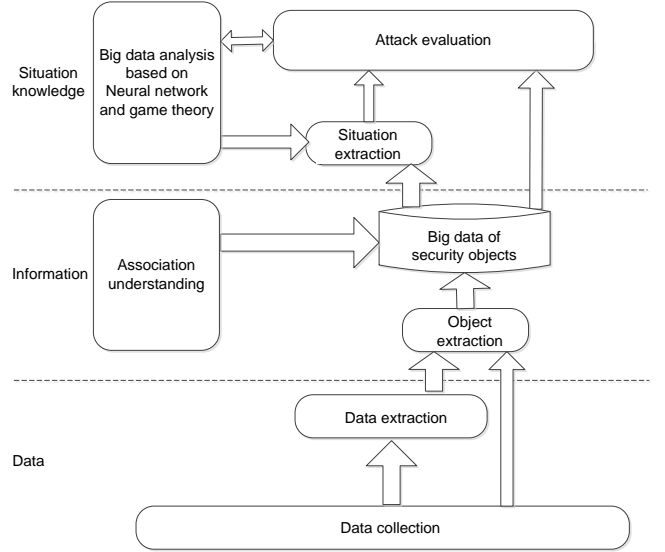 Situation
knowledge
Big data analysis
based on
Neural network
and game theory
Attack evaluation
Situation
extraction
Information
Association
understanding
Big data of
security objects
Object
extraction
Data
Data extraction
Data collection